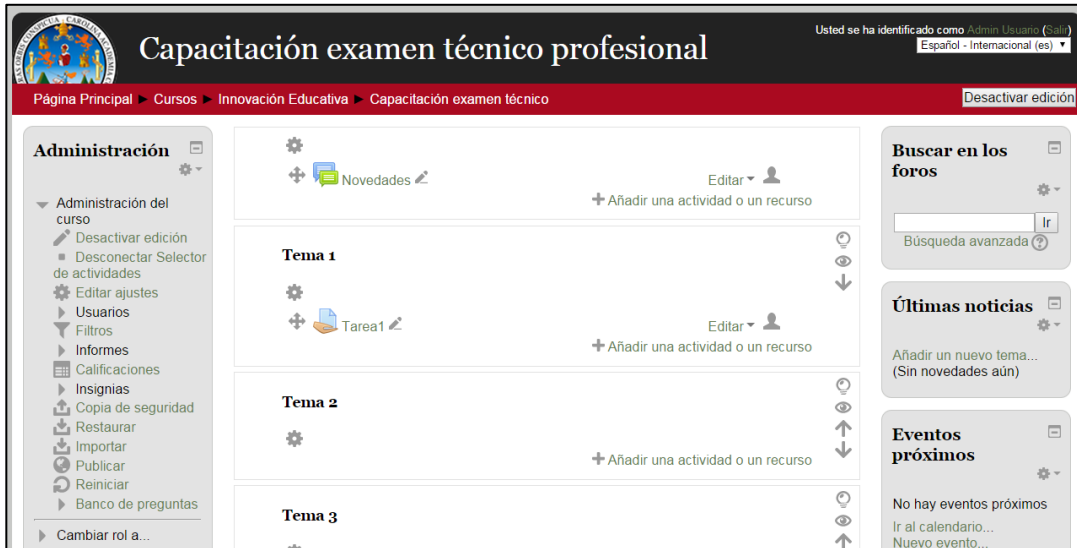 Capacitación examen técnico profesional
Usted se ha identificado como Admin Usuario (Salir)
Español - Internacional (es)
Página Principal ► Cursos ► Innovación Educativa ► Capacitación examen técnico
Desactivar edición
Administración
Administración del
curso
Desactivar edición
Desconectar Selector
de actividades
Editar ajustes
Usuarios
Filtros
Informes
Calificaciones
Insignias
Copia de seguridad
Restaurar
Importar
Publicar
Reiniciar
Banco de preguntas
Cambiar rol a...
Novedades
Editar
Añadir una actividad o un recurso
Tema 1
Tarea1
Editar
Añadir una actividad o un recurso
Tema 2
Añadir una actividad o un recurso
Tema 3
Buscar en los
foros
Ir
Búsqueda avanzada
Últimas noticias
Añadir un nuevo tema...
(Sin novedades aún)
Eventos
próximos
No hay eventos próximos
Ir al calendario...
Nuevo evento...